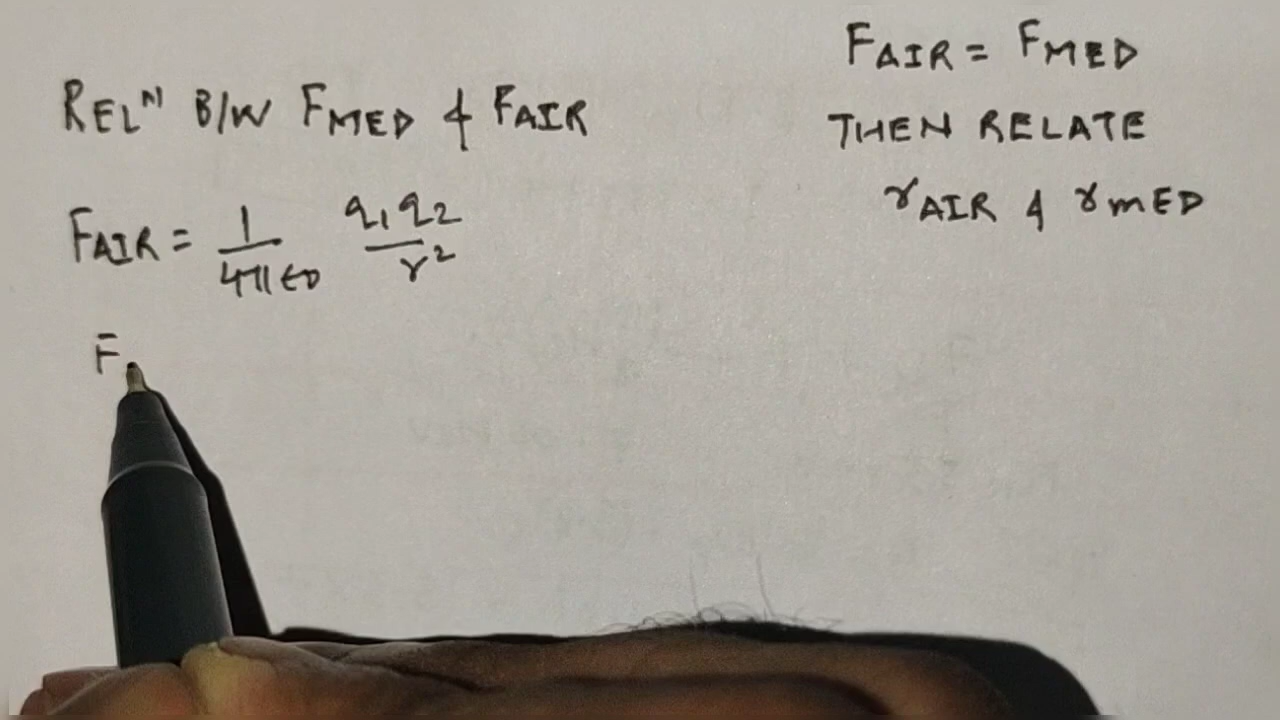 RELᴺ B/W FMED & FAIR
FAIR = 1/4πε0 q1q2/r²
F
FAIR = FMED
THEN RELATE
rAIR & rMED